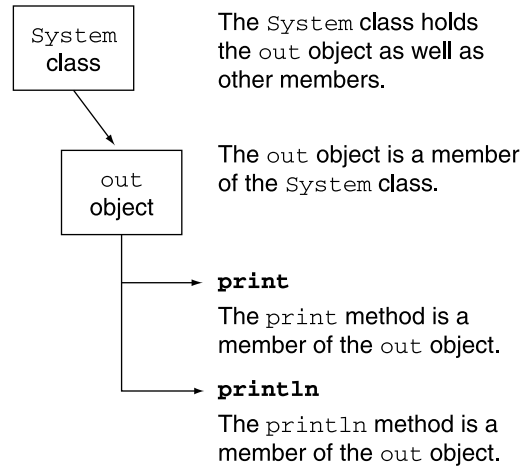 System
class
The System class holds
the out object as well as
other members.
out
object
The out object is a member
of the System class.
print
The print method is a
member of the out object.
println
The println method is a
member of the out object.